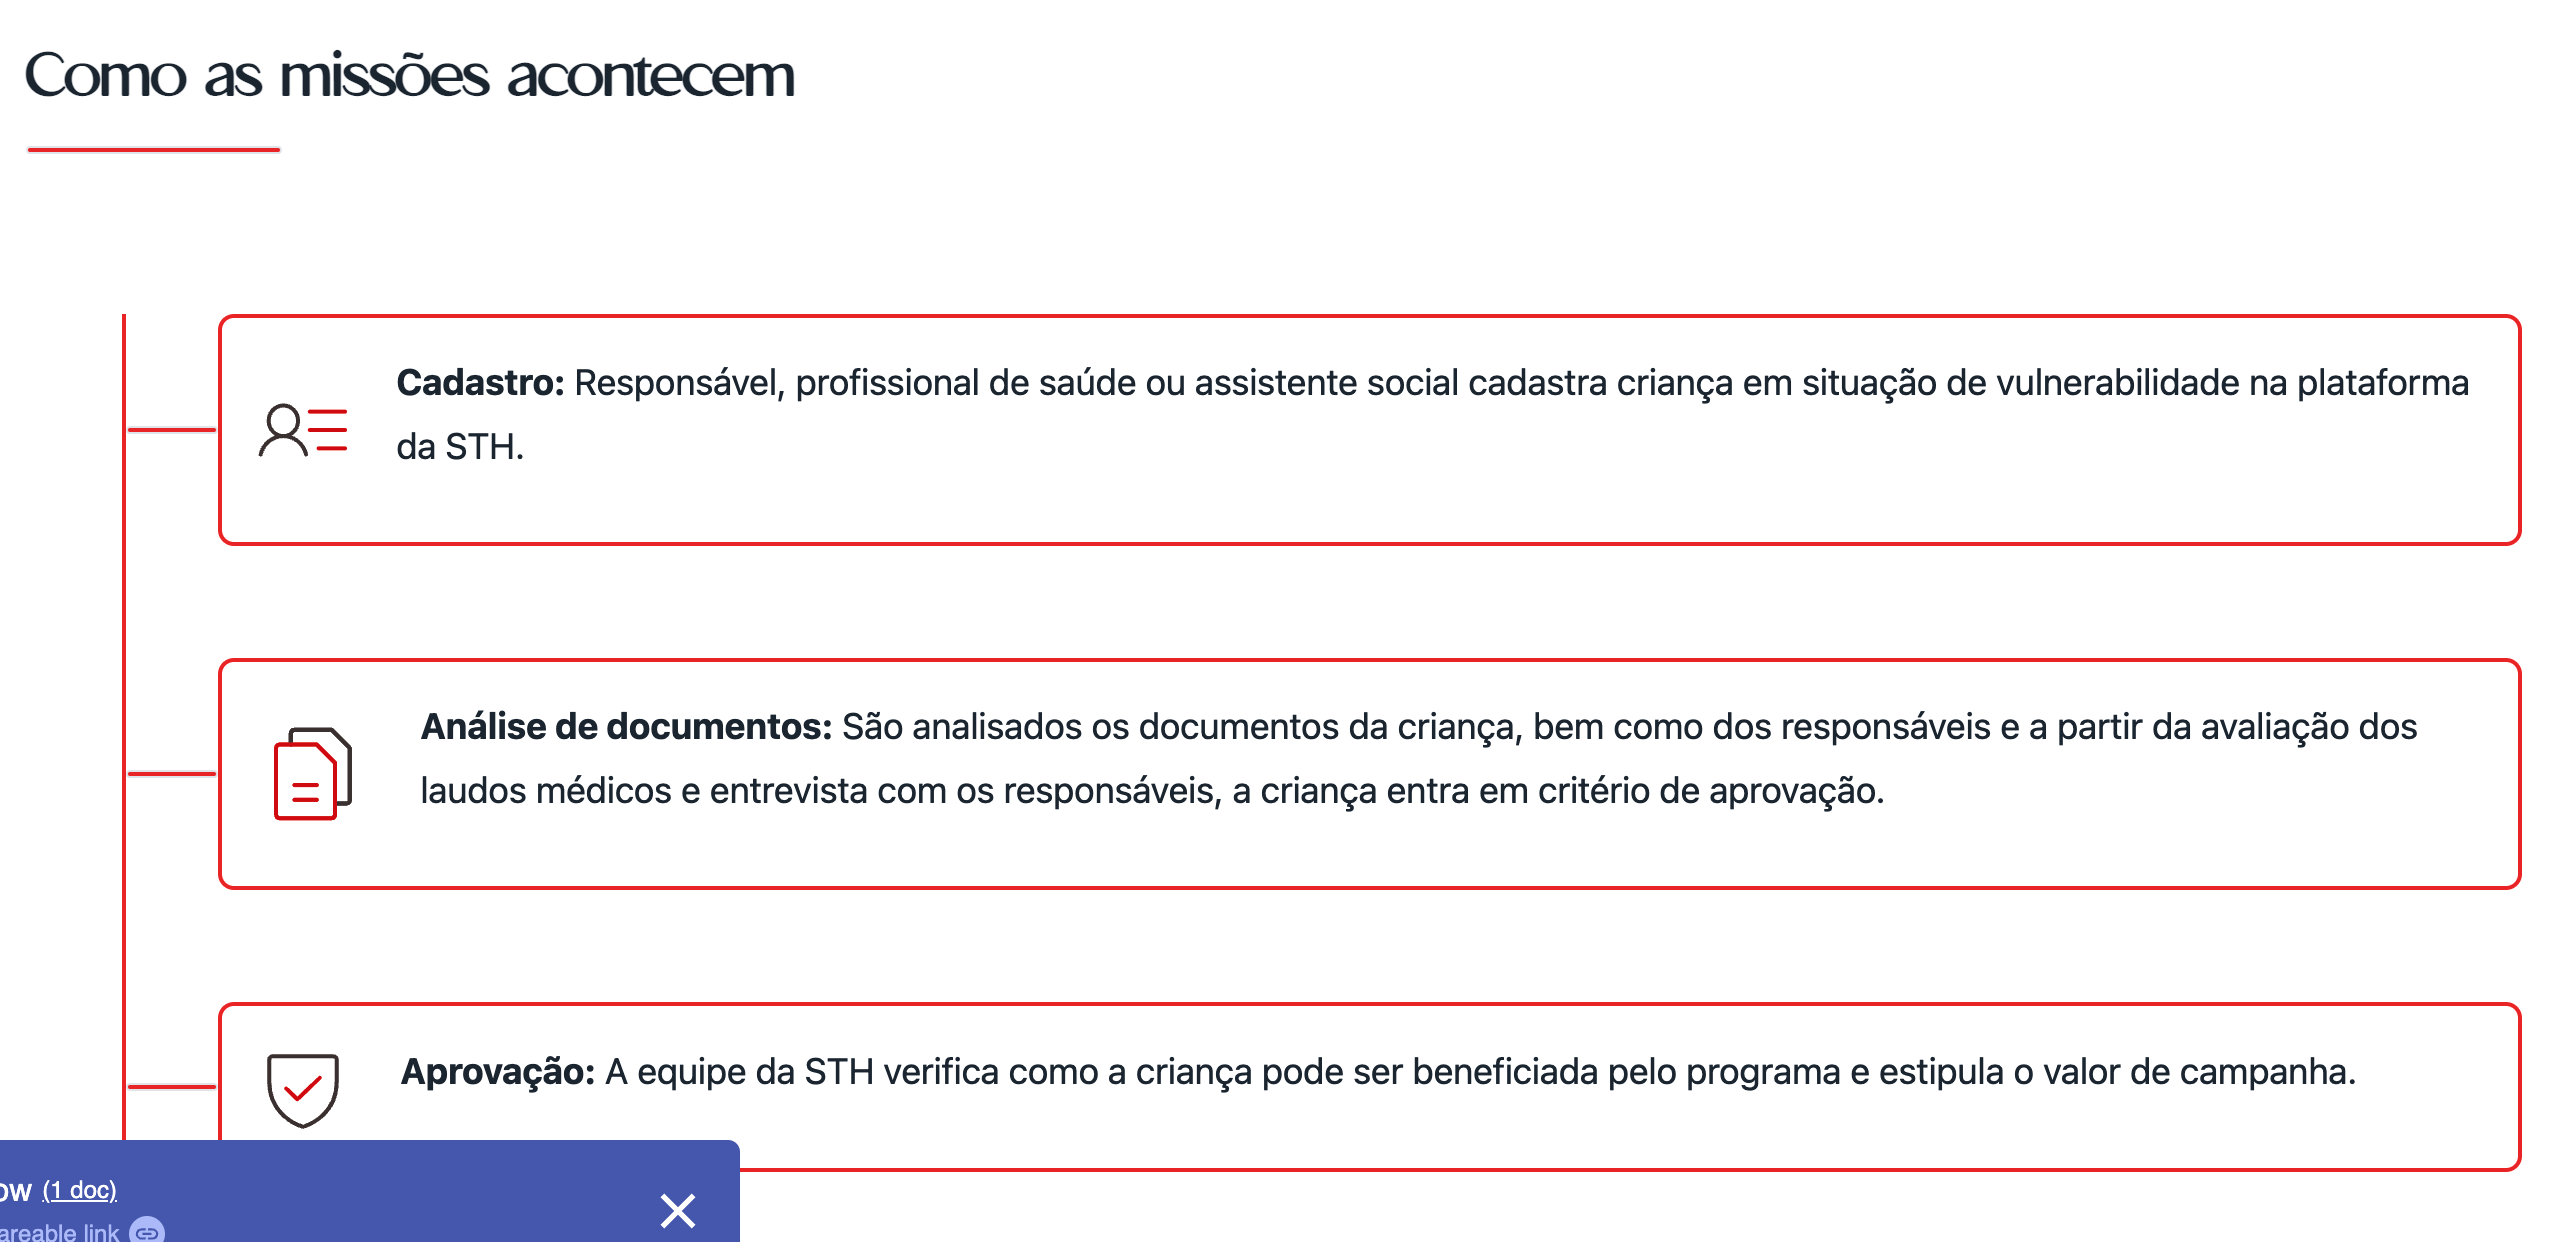 Como as missões acontecem
Cadastro: Responsável, profissional de saúde ou assistente social cadastra criança em situação de vulnerabilidade na plataforma
da STH.
Análise de documentos: São analisados os documentos da criança, bem como dos responsáveis e a partir da avaliação dos
laudos médicos e entrevista com os responsáveis, a criança entra em critério de aprovação.
Aprovação: A equipe da STH verifica como a criança pode ser beneficiada pelo programa e estipula o valor de campanha.
(1 doc)
link